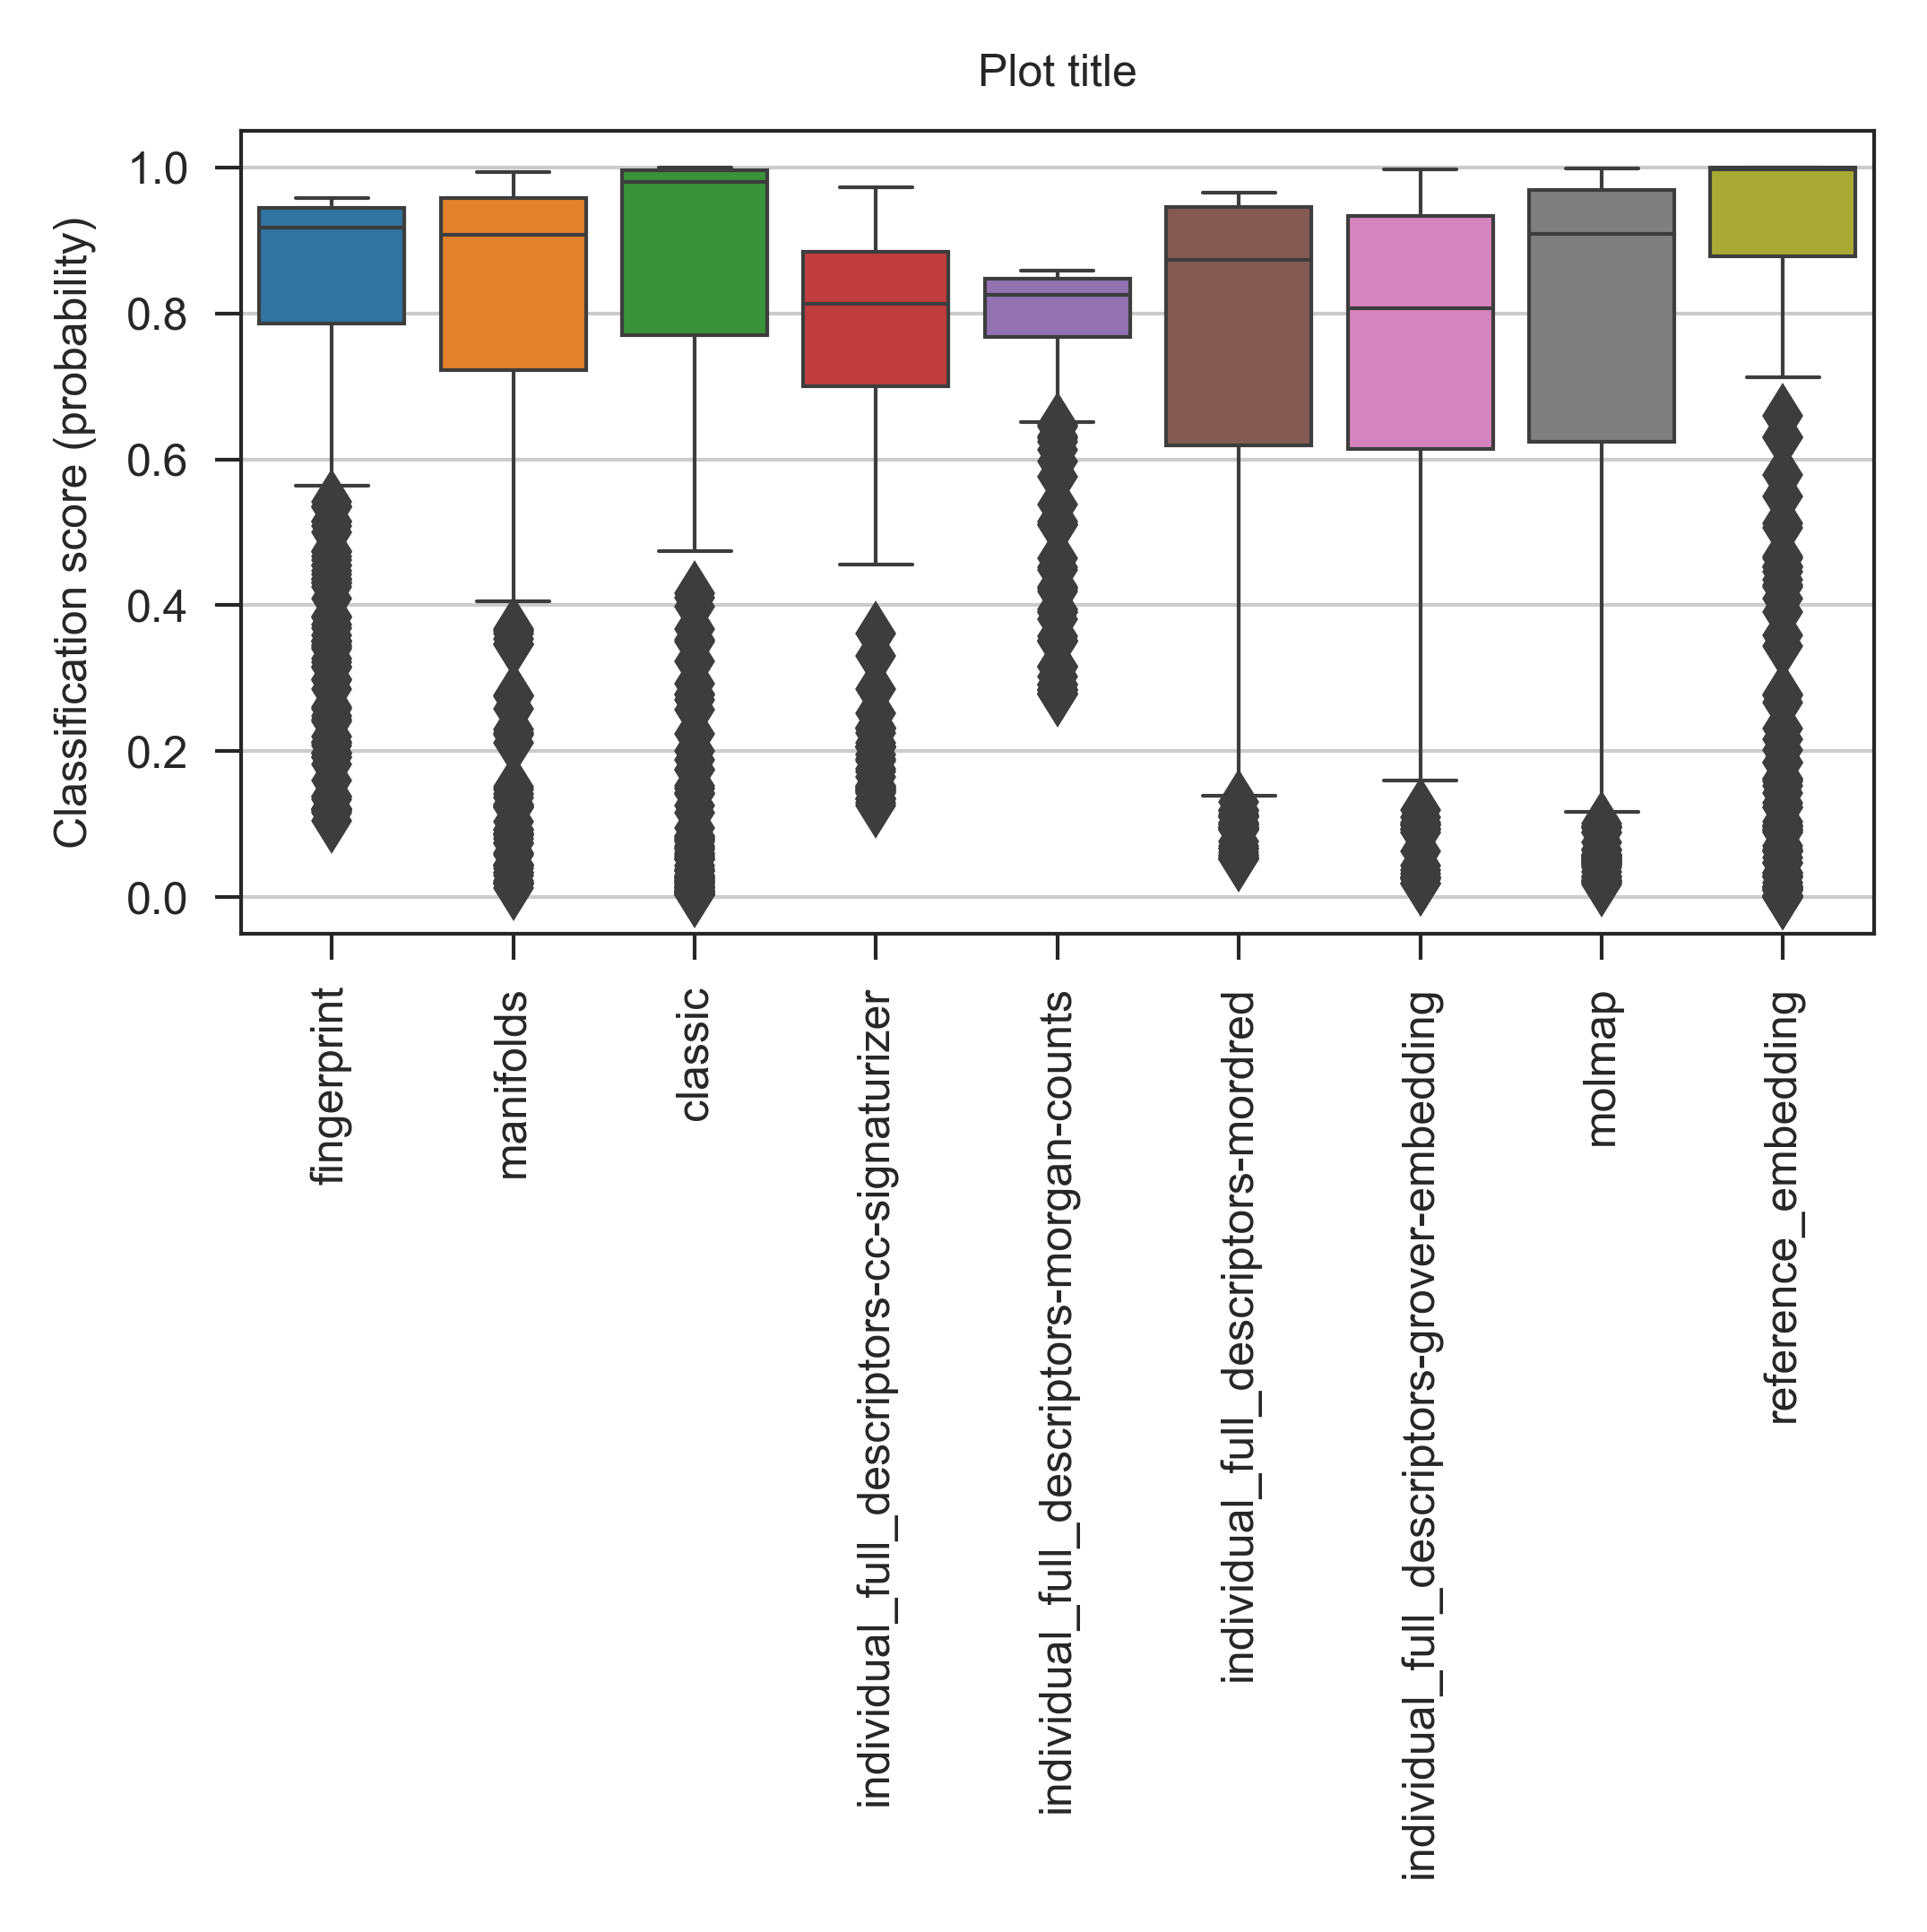 Plot title
Classification score (probability)
1.0
0.8
0.6
0.4
0.2
0.0
fingerprint
manifolds
classic
individual_full_descriptors-cc-signaturizer
individual_full_descriptors-morgan-counts
individual_full_descriptors-mordred
individual_full_descriptors-grover-embedding
molmap
reference_embedding